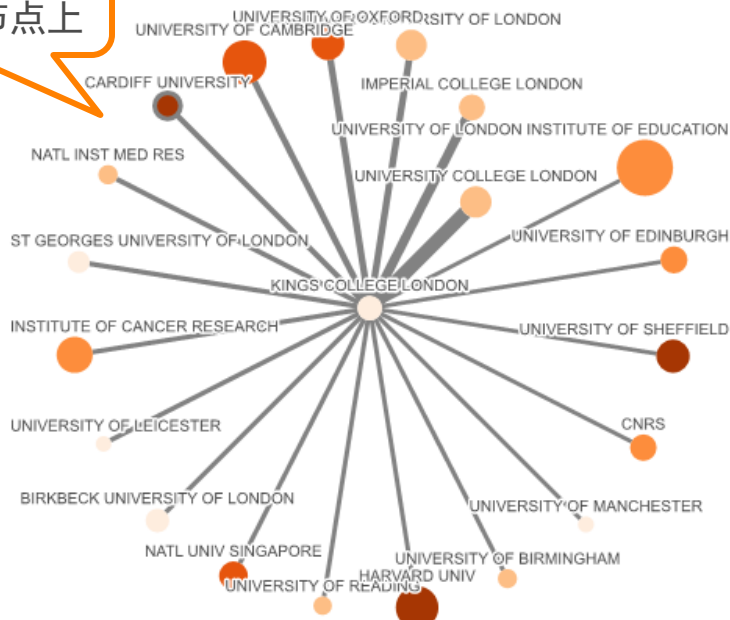 点上
UNIVERSITY OF OXFORD
SITY OF LONDON
UNIVERSITY OF CAMBRIDGE
CARDIFF UNIVERSITY
IMPERIAL COLLEGE LONDON
UNIVERSITY OF LONDON INSTITUTE OF EDUCATION
NATL INST MED RES
UNIVERSITY COLLEGE LONDON
ST GEORGES UNIVERSITY OF LONDON
UNIVERSITY OF EDINBURGH
KINGS COLLEGE LONDON
INSTITUTE OF CANCER RESEARCH
UNIVERSITY OF SHEFFIELD
UNIVERSITY OF LEICESTER
CNRS
BIRKBECK UNIVERSITY OF LONDON
UNIVERSITY OF MANCHESTER
NATL UNIV SINGAPORE
UNIVERSITY OF BIRMINGHAM
UNIVERSITY OF READING
HARVARD UNIV